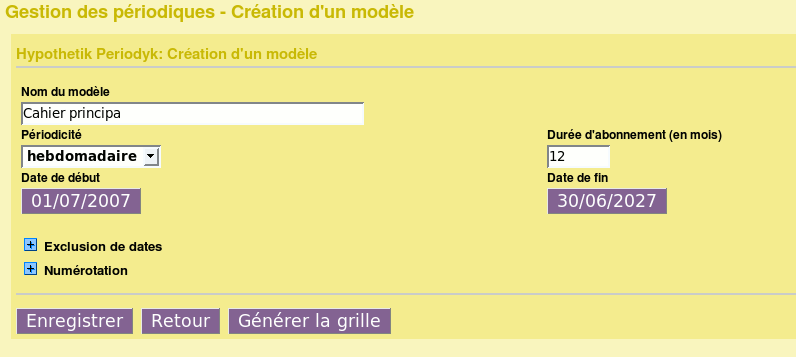 Gestion des périodiques - Création d'un modèle
Hypothetik Periodyk: Création d'un modèle
Nom du modèle
Cahier principa
Périodicité
Durée d'abonnement (en mois)
hebdomadaire
12
Date de début
Date de fin
01/07/2007
30/06/2027
Exclusion de dates
Numérotation
Enregistrer
Retour
Générer la grille